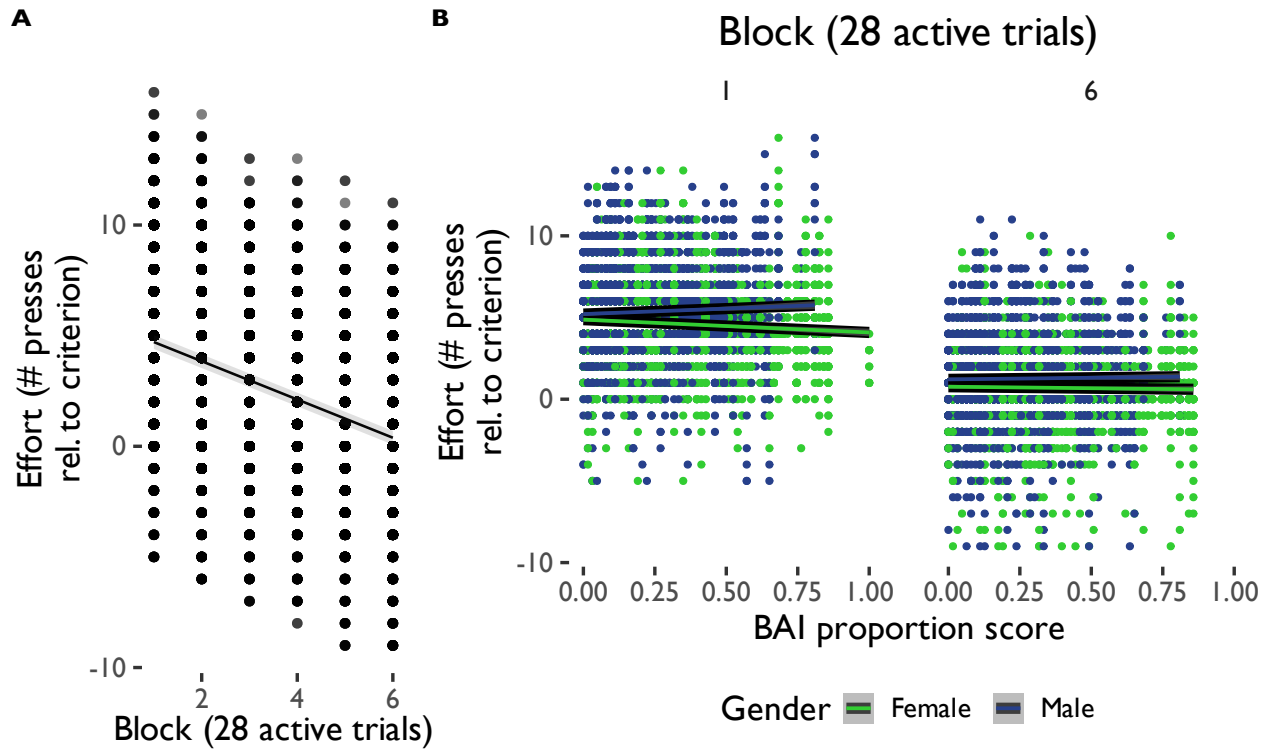 A
Effort (# presses
rel. to criterion)
10
0
-10
2 4 6
Block (28 active trials)
B
Block (28 active trials)
1 6
Effort (# presses
rel. to criterion)
10
0
-10
0.00 0.25 0.50 0.75 1.00 0.00 0.25 0.50 0.75 1.00
BAI proportion score
Gender Female Male